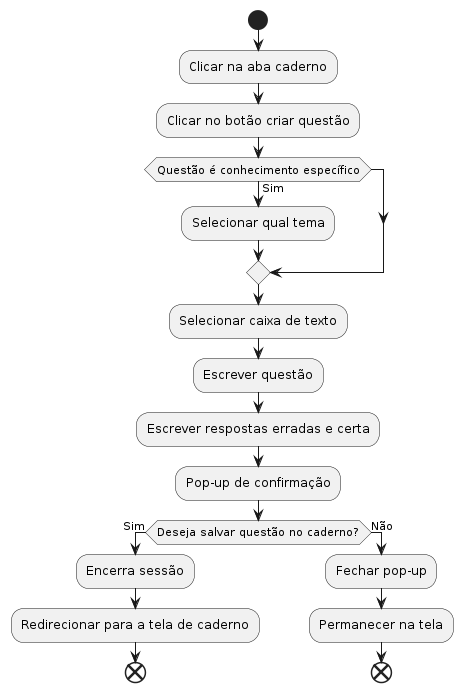 Clicar na aba caderno
Clicar no botão criar questão
Questão é conhecimento específico
Sim
Selecionar qual tema
Selecionar caixa de texto
Escrever questão
Escrever respostas erradas e certa
Pop-up de confirmação
Sim
Deseja salvar questão no caderno?
Não
Encerra sessão
Fechar pop-up
Redirecionar para a tela de caderno
Permanecer na tela